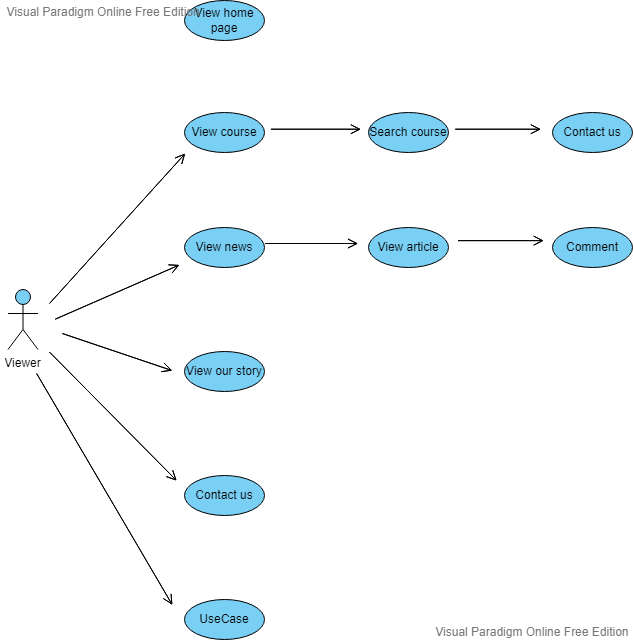 Visual Paradigm Online Free Edition
View home
page
View course
Search course
Contact us
View news
View article
Comment
Viewer
View our story
Contact us
UseCase
Visual Paradigm Online Free Edition